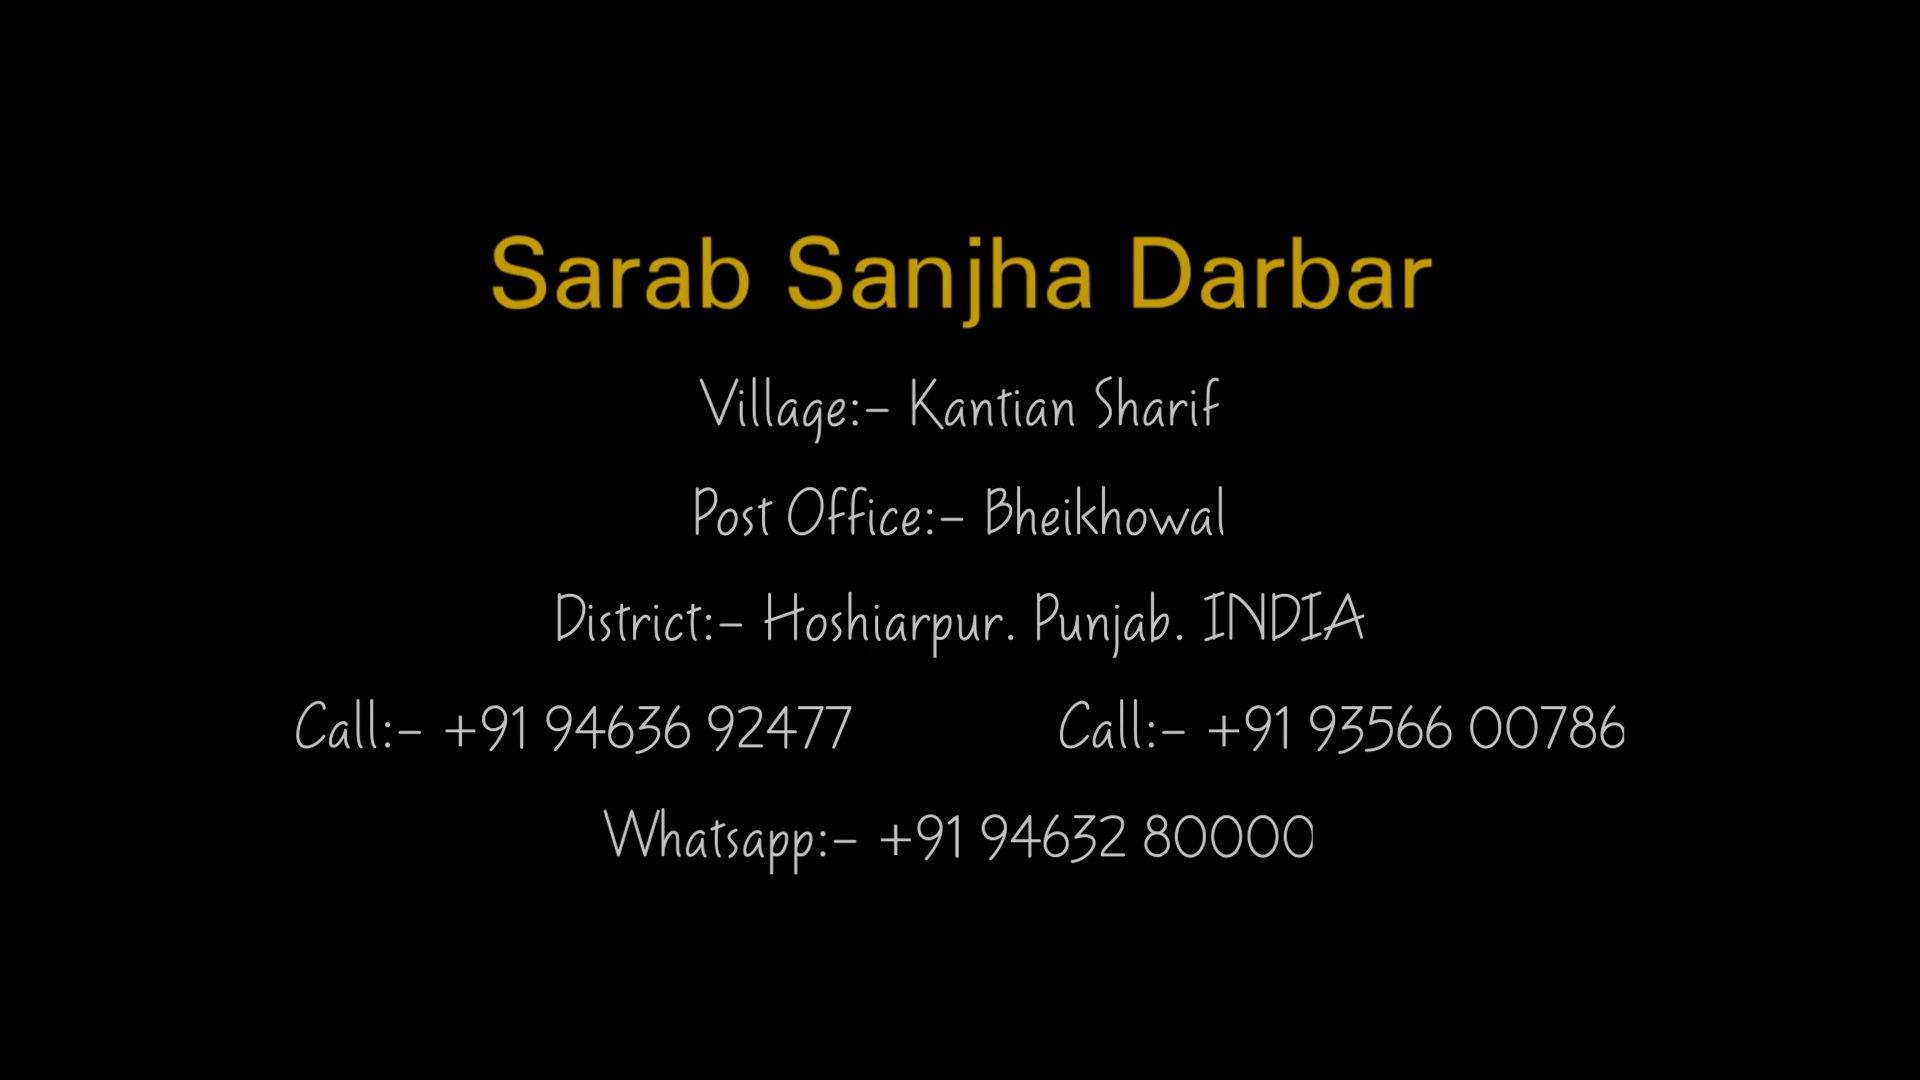 Sarab Sanjha Darbar
Village:- Kantian Sharif
Post Office:- Bheikhowal
District:- Hoshiarpur. Punjab. INDIA
Call:- +91 94636 92477 Call:- +91 93566 00786
Whatsapp:- +91 94632 80000